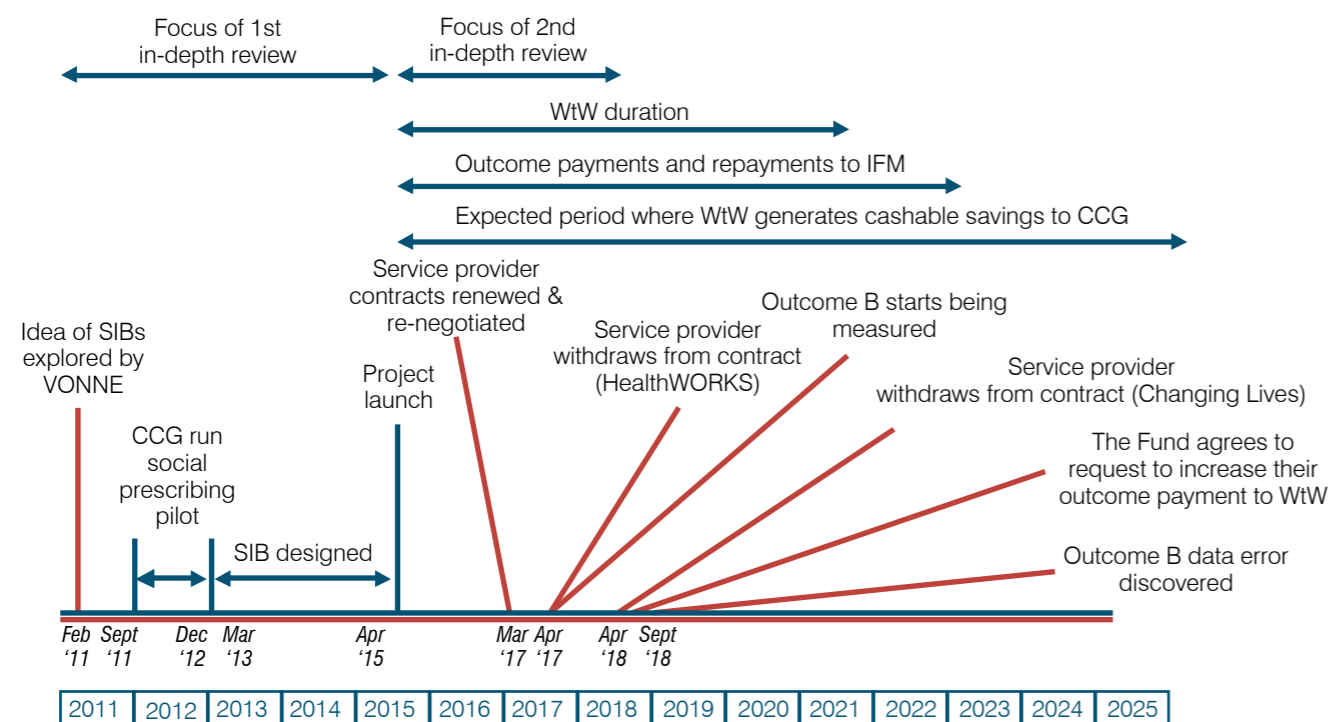 Focus of 1st
in-depth review
Focus of 2nd
in-depth review
WtW duration
Outcome payments and repayments to IFM
Expected period where WtW generates cashable savings to CCG
Service provider
contracts renewed &
re-negotiated
Idea of SIBs
explored by
VONNE
Project
launch
Service provider
withdraws from contract
(HealthWORKS)
Outcome B starts being
measured
Service provider
withdraws from contract (Changing Lives)
CCG run
social
prescribing
pilot
SIB designed
The Fund agrees to
request to increase their
outcome payment to WtW
Outcome B data error
discovered
Feb Sept Dec Mar Apr Mar Apr Apr Sept
‘11 ‘11 ‘12 ‘13 ‘15 ‘17 ‘17 ‘18 ‘18
2011 2012 2013 2014 2015 2016 2017 2018 2019 2020 2021 2022 2023 2024 2025